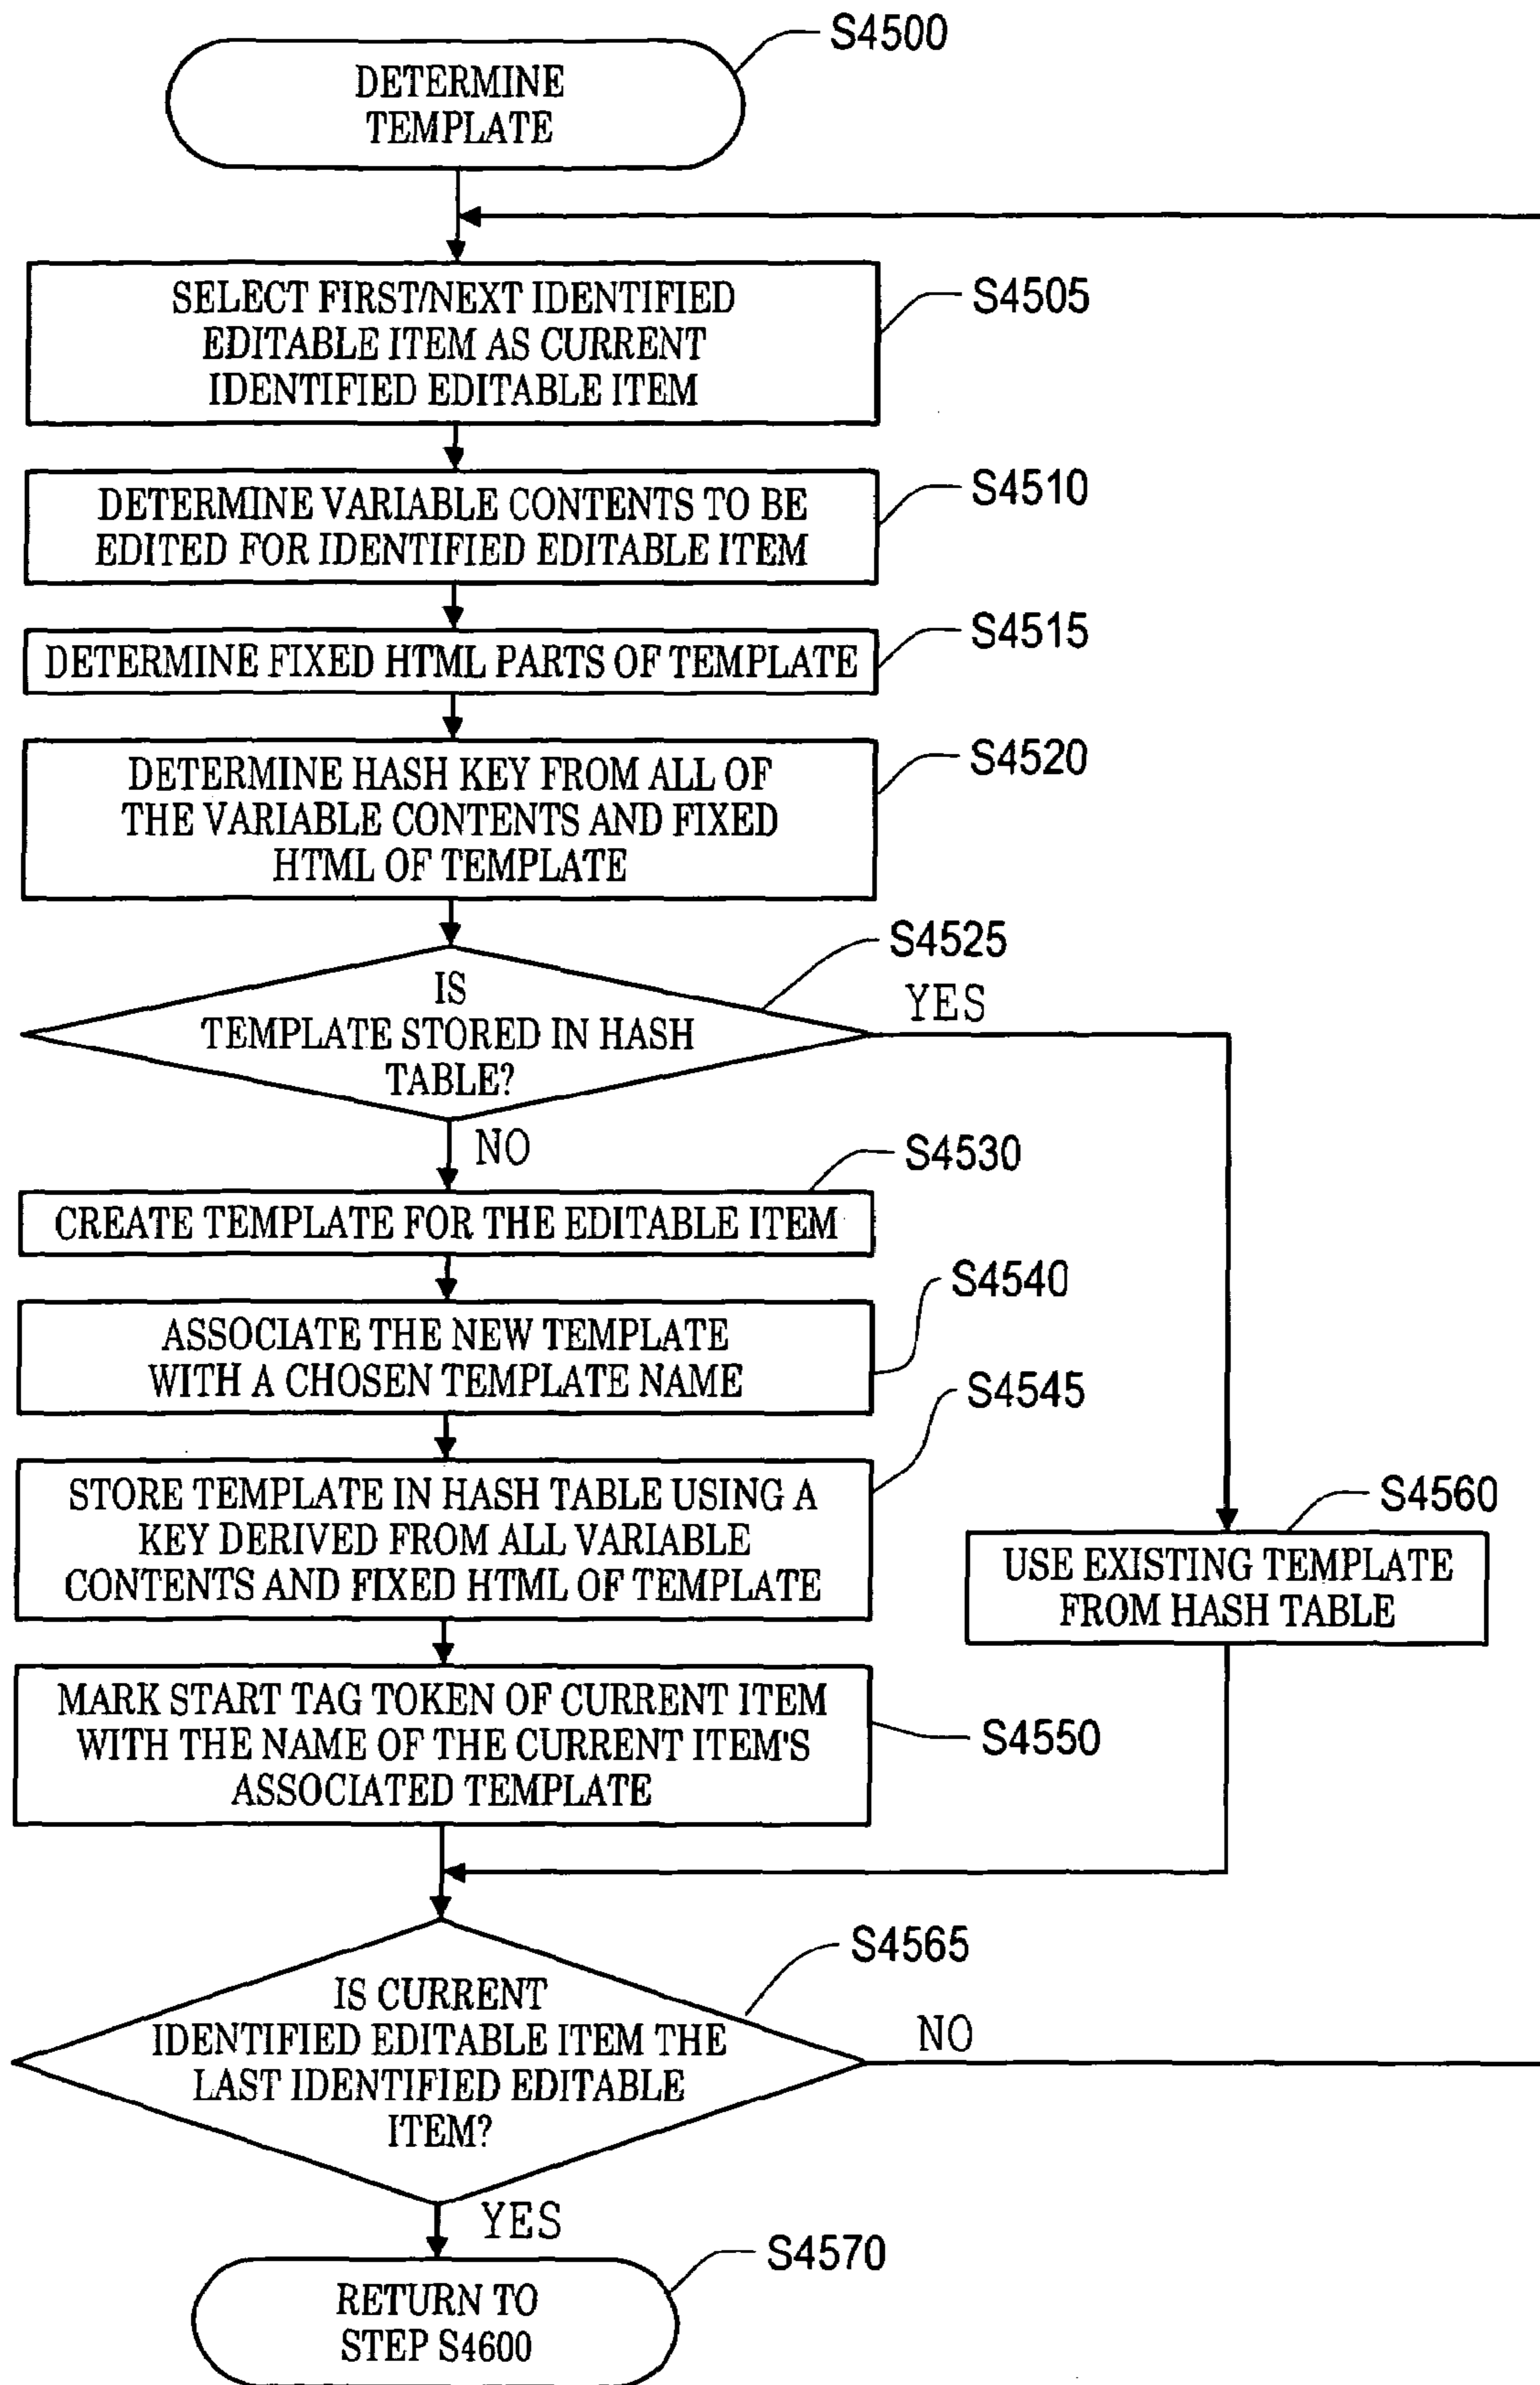 S4500
DETERMINE
TEMPLATE
SELECT FIRST/NEXT IDENTIFIED
EDITABLE ITEM AS CURRENT
IDENTIFIED EDITABLE ITEM
S4505
DETERMINE VARIABLE CONTENTS TO BE
EDITED FOR IDENTIFIED EDITABLE ITEM
S4510
DETERMINE FIXED HTML PARTS OF TEMPLATE
S4515
DETERMINE HASH KEY FROM ALL OF
THE VARIABLE CONTENTS AND FIXED
HTML OF TEMPLATE
S4520
S4525
IS
TEMPLATE STORED IN HASH
TABLE?
YES
NO
S4530
CREATE TEMPLATE FOR THE EDITABLE ITEM
S4540
ASSOCIATE THE NEW TEMPLATE
WITH A CHOSEN TEMPLATE NAME
S4545
STORE TEMPLATE IN HASH TABLE USING A
KEY DERIVED FROM ALL VARIABLE
CONTENTS AND FIXED HTML OF TEMPLATE
S4560
USE EXISTING TEMPLATE
FROM HASH TABLE
MARK START TAG TOKEN OF CURRENT ITEM
WITH THE NAME OF THE CURRENT ITEM'S
ASSOCIATED TEMPLATE
S4550
S4565
IS CURRENT
IDENTIFIED EDITABLE ITEM THE
LAST IDENTIFIED EDITABLE
ITEM?
NO
YES
S4570
RETURN TO
STEP S4600